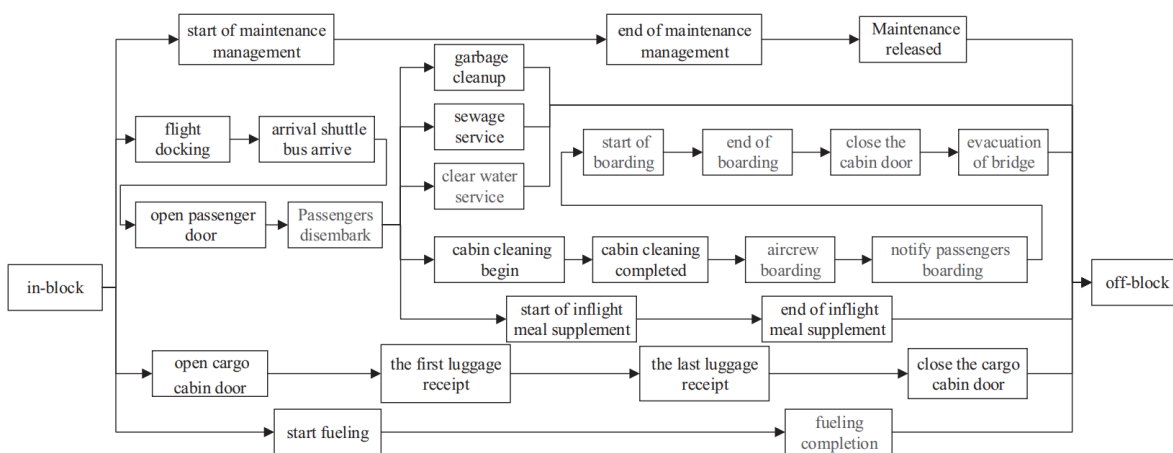 start of maintenance
management
end of maintenance
management
Maintenance
released
garbage
cleanup
flight
docking
arrival shuttle
bus arrive
sewage
service
start of
boarding
end of
boarding
close the
cabin door
evacuation
of bridge
clear water
service
open passenger
door
Passengers
disembark
cabin cleaning
begin
cabin cleaning
completed
aircrew
boarding
notify passengers
boarding
in-block
off-block
start of inflight
meal supplement
end of inflight
meal supplement
open cargo
cabin door
the first luggage
receipt
the last luggage
receipt
close the cargo
cabin door
start fueling
fueling
completion